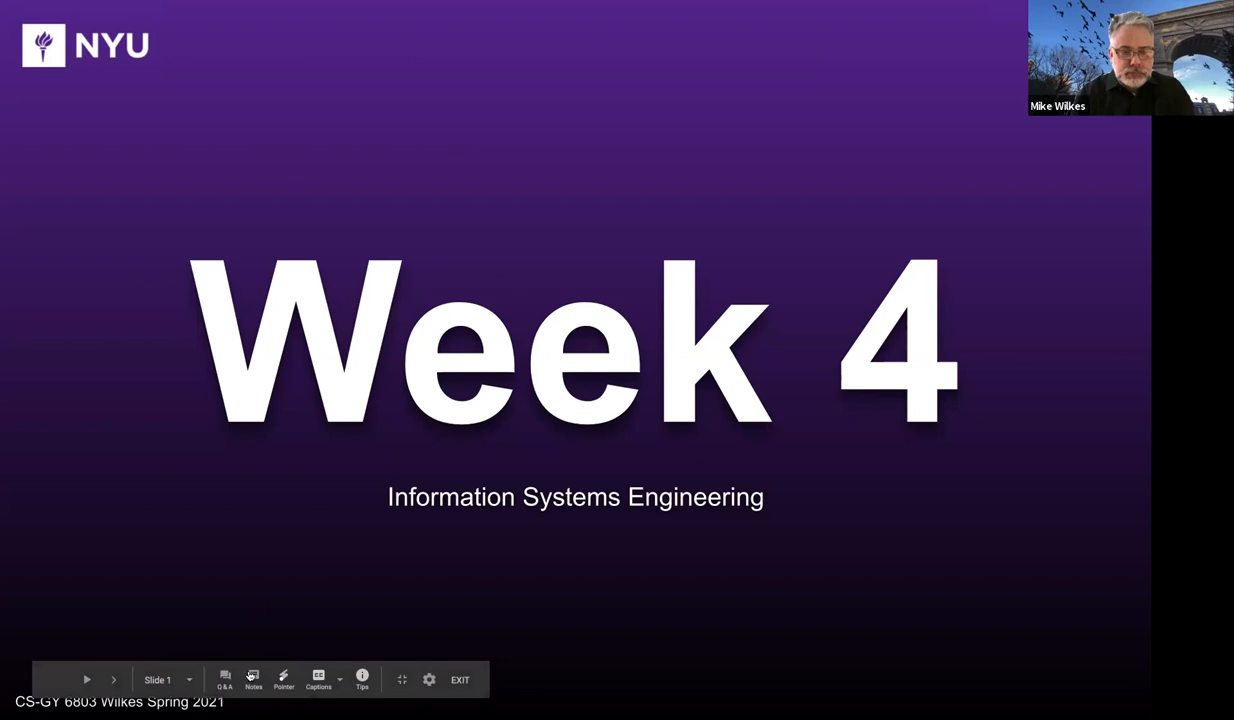 NYU
Mike Wilkes
Week 4
Information Systems Engineering
Slide 1
Q & A
Notes
Pointer
CC
Captions
Tips
EXIT
CS-GY 6803 Wilkes Spring 2021